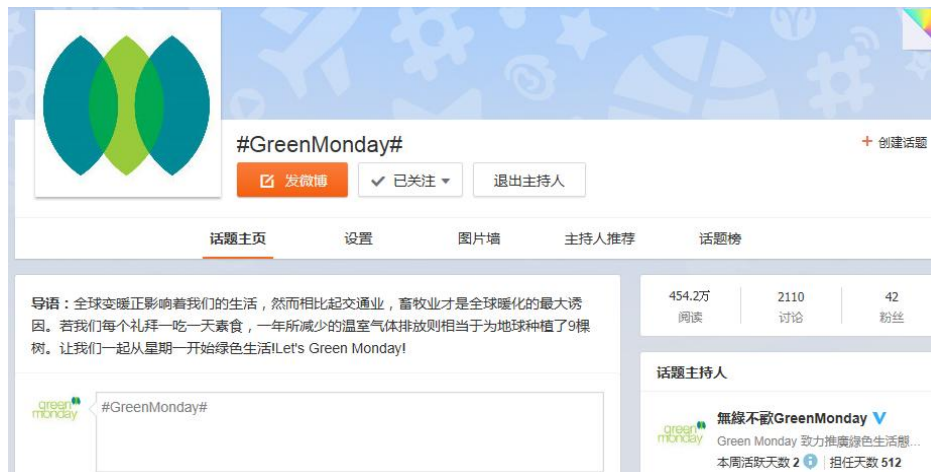 #GreenMonday#
+ 创建话题
发微博
已关注
退出主持人
话题主页 设置 图片墙 主持人推荐 话题榜
导语：全球变暖正影响着我们的生活，然而相比起交通业，畜牧业才是全球暖化的最大诱
因。若我们每个礼拜一吃一天素食，一年所减少的温室气体排放则相当于为地球种植了9棵
树。让我们一起从星期一开始绿色生活!Let's Green Monday!
454.2万 2110 42
阅读 讨论 粉丝
话题主持人
green
monday
#GreenMonday#
green
monday
無綠不歡GreenMonday
Green Monday 致力推廣綠色生活態...
本周活跃天数 2 担任天数 512